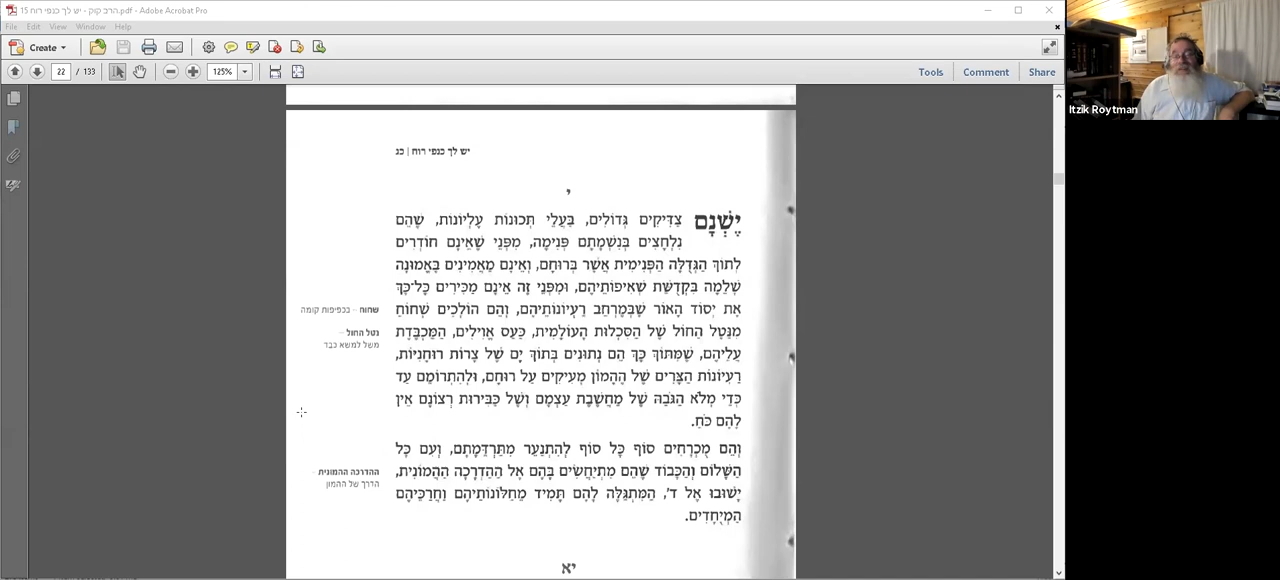 הרב קוק - יש לך כנפי רוח 15.pdf - Adobe Acrobat Pro
File Edit View Window Help
Create
22 / 133 125% Tools Comment Share
Itzik Roytman
יש לך כנפי רוח | כג
י
יֶשְׁנָם צַדִּיקִים גְּדוֹלִים, בַּעֲלֵי תְּכוּנוֹת עֶלְיוֹנוֹת, שֶׁהֵם
נִלְחָצִים בְּנִשְׁמָתָם פְּנִימָה, מִפְּנֵי שֶׁאֵינָם חוֹדְרִים
לְתוֹךְ הַגְּדֻלָּה הַפְּנִימִית אֲשֶׁר בְּרוּחָם, וְאֵינָם מַאֲמִינִים בֶּאֱמוּנָה
שְׁלֵמָה בִּקְדֻשַּׁת שְׁאִיפוֹתֵיהֶם, וּמִפְּנֵי זֶה אֵינָם מַכִּירִים כָּל־כָּךְ
אֶת יְסוֹד הָאוֹר שֶׁבְּמֶרְחַב רַעְיוֹנוֹתֵיהֶם, וְהֵם הוֹלְכִים שְׁחוֹחַ
מִנֵּטֶל הַחוֹל שֶׁל הַסִּכְלוּת הָעוֹלָמִית, כַּעַס אֱוִילִים, הַמַּכְבֶּדֶת
עֲלֵיהֶם, שֶׁמִּתּוֹךְ כָּךְ הֵם נְתוּנִים בְּתוֹךְ יָם שֶׁל צָרוֹת רוּחָנִיּוֹת,
רַעְיוֹנוֹת הַצָּרִים שֶׁל הֶהָמוֹן מְעִיקִים עַל רוּחָם, וּלְהִתְרוֹמֵם עַד
כְּדֵי מְלֹא הַגֹּבַהּ שֶׁל מַחֲשֶׁבֶת עַצְמָם וְשֶׁל כַּבִּירוּת רְצוֹנָם אֵין
לָהֶם כֹּחַ.
שחוח – בכפיפות קומה
נטל החול –
משל למשא כבד
וְהֵם מֻכְרָחִים סוֹף כָּל סוֹף לְהִתְנַעֵר מִתַּרְדֵּמָתָם, וְעִם כָּל
הַשָּׁלוֹם וְהַכָּבוֹד שֶׁהֵם מִתְיַחֲשִׂים בָּהֶם אֶל הַהַדְרָכָה הַהֲמוֹנִית,
יָשׁוּבוּ אֶל ד', הַמִּתְגַּלֶּה לָהֶם תָּמִיד מֵחַלּוֹנוֹתֵיהֶם וַחֲרַכֵּיהֶם
הַמְיֻחָדִים.
ההדרכה ההמונית –
הדרך של ההמון
יא